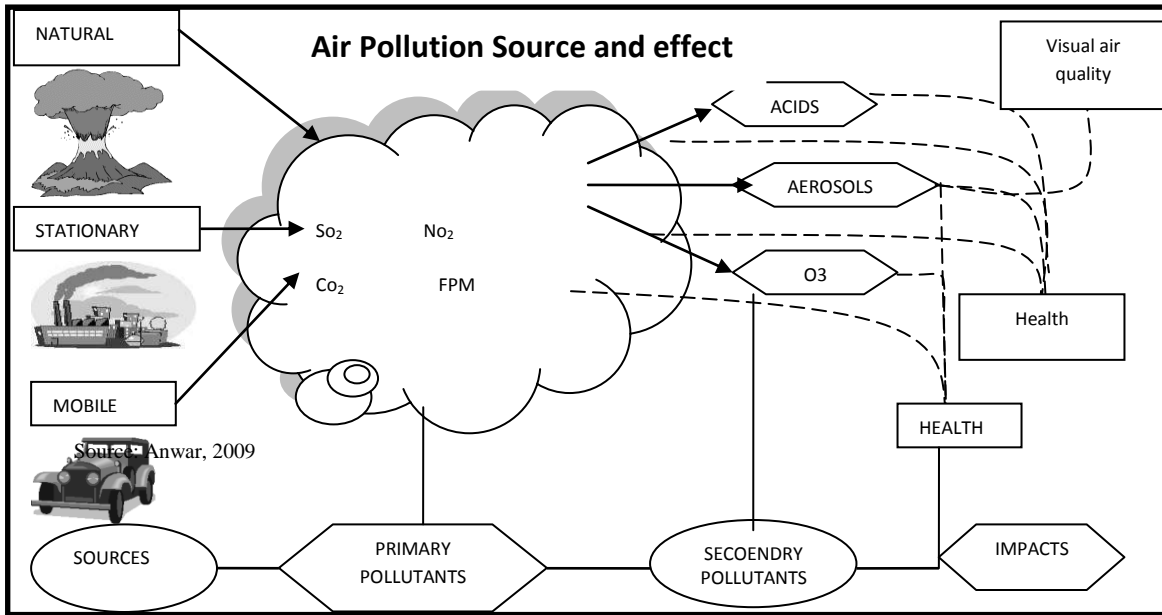 NATURAL
Air Pollution Source and effect
Visual air
quality
ACIDS
AEROSOLS
STATIONARY
So₂ No₂
O3
Co₂ FPM
Health
MOBILE
HEALTH
Source: Anwar, 2009
SOURCES
PRIMARY
POLLUTANTS
SECOENDRY
POLLUTANTS
IMPACTS